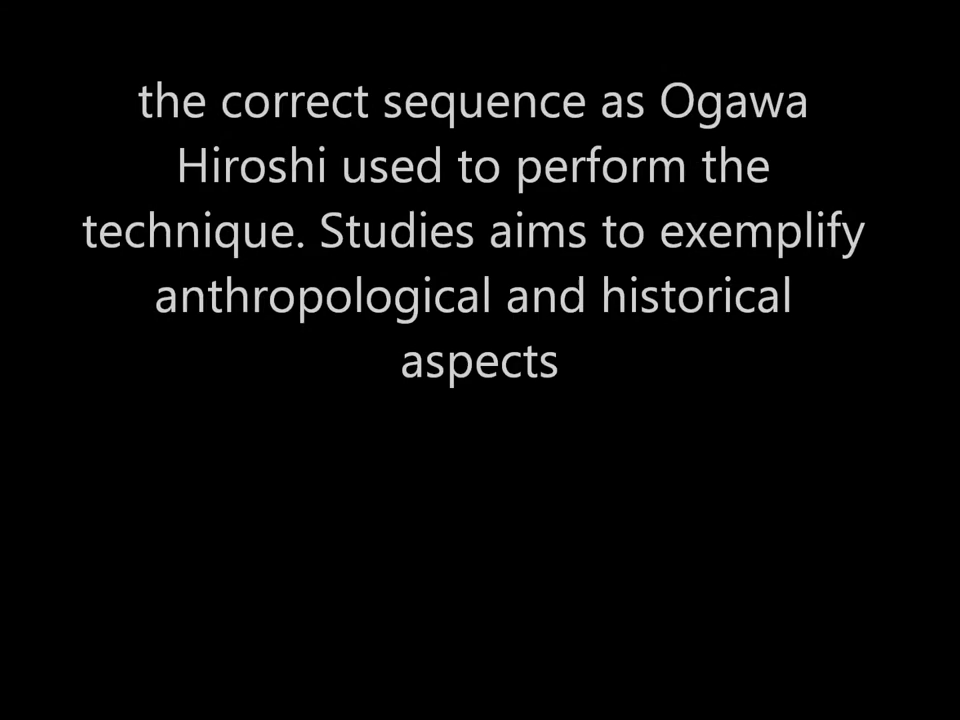 the correct sequence as Ogawa
Hiroshi used to perform the
technique. Studies aims to exemplify
anthropological and historical
aspects